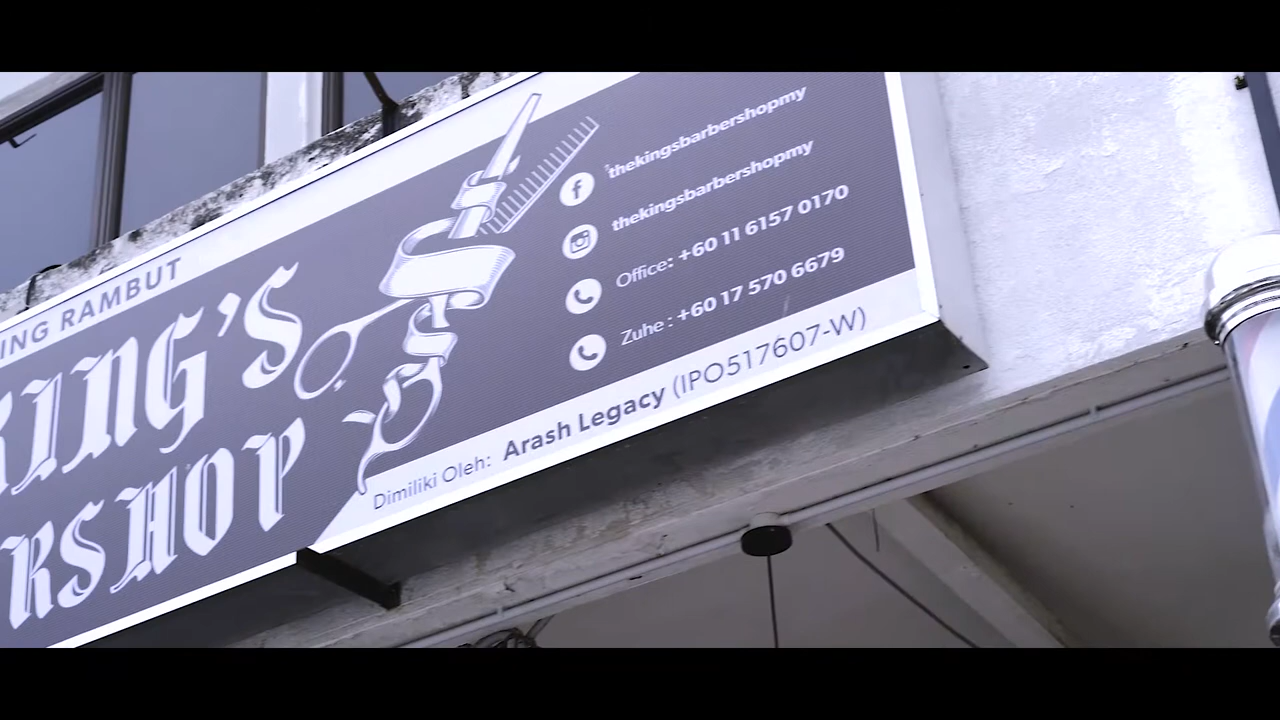 ING RAMBUT
KING'S
RSHOP
thekingsbarbershopmy
thekingsbarbershopmy
Office: +60 11 6157 0170
Zuhe : +60 17 570 6679
Dimiliki Oleh: Arash Legacy (IPO517607-W)